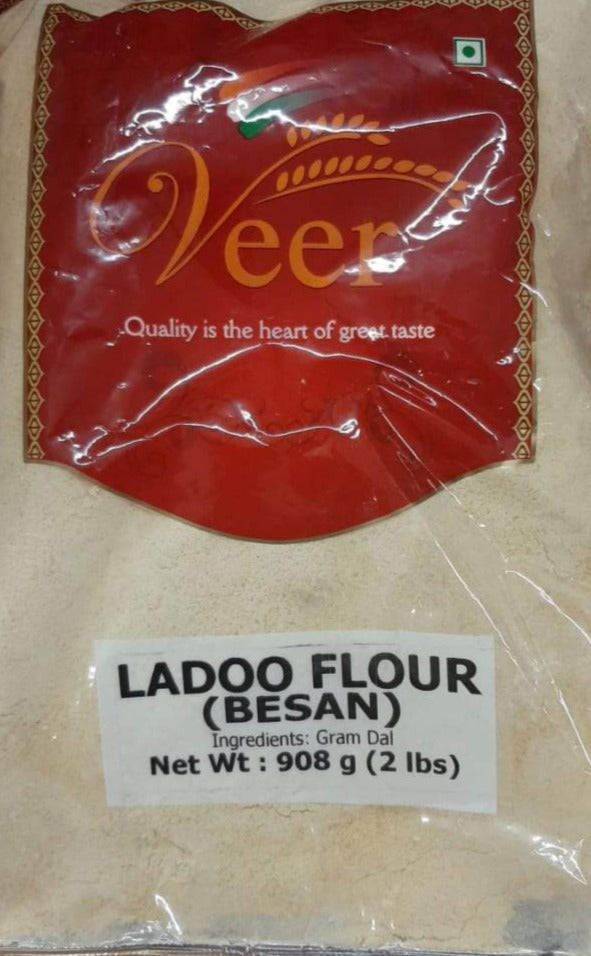 Veer
Quality is the heart of great taste
LADOO FLOUR
(BESAN)
Ingredients: Gram Dal
Net Wt : 908 g (2 lbs)